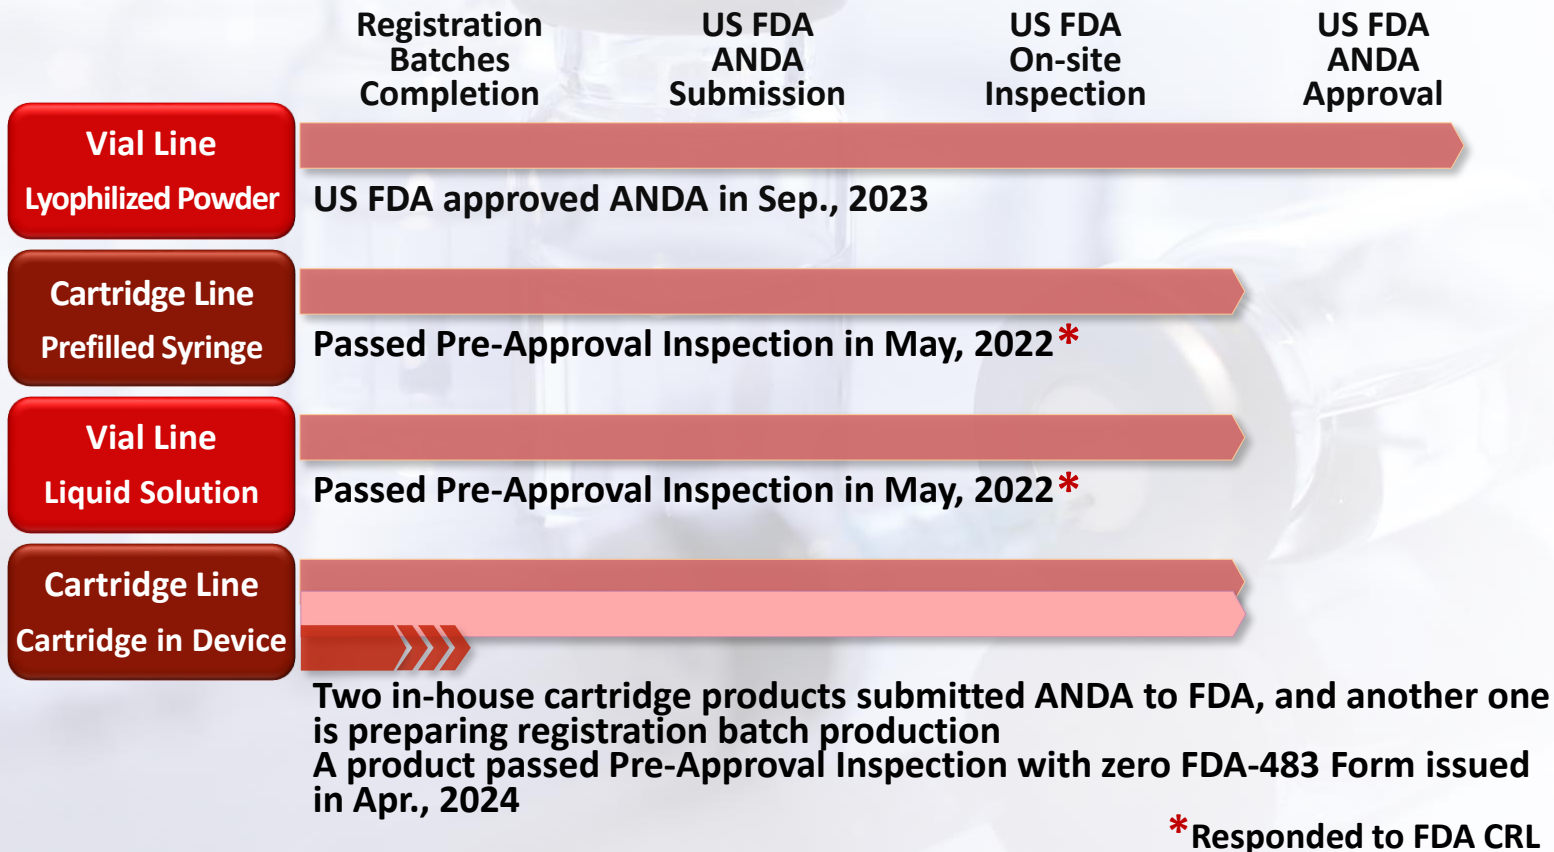 Registration
Batches
Completion
US FDA
ANDA
Submission
US FDA
On-site
Inspection
US FDA
ANDA
Approval
Vial Line
Lyophilized Powder
US FDA approved ANDA in Sep., 2023
Cartridge Line
Prefilled Syringe
Passed Pre-Approval Inspection in May, 2022*
Vial Line
Liquid Solution
Passed Pre-Approval Inspection in May, 2022*
Cartridge Line
Cartridge in Device
Two in-house cartridge products submitted ANDA to FDA, and another one
is preparing registration batch production
A product passed Pre-Approval Inspection with zero FDA-483 Form issued
in Apr., 2024
*Responded to FDA CRL